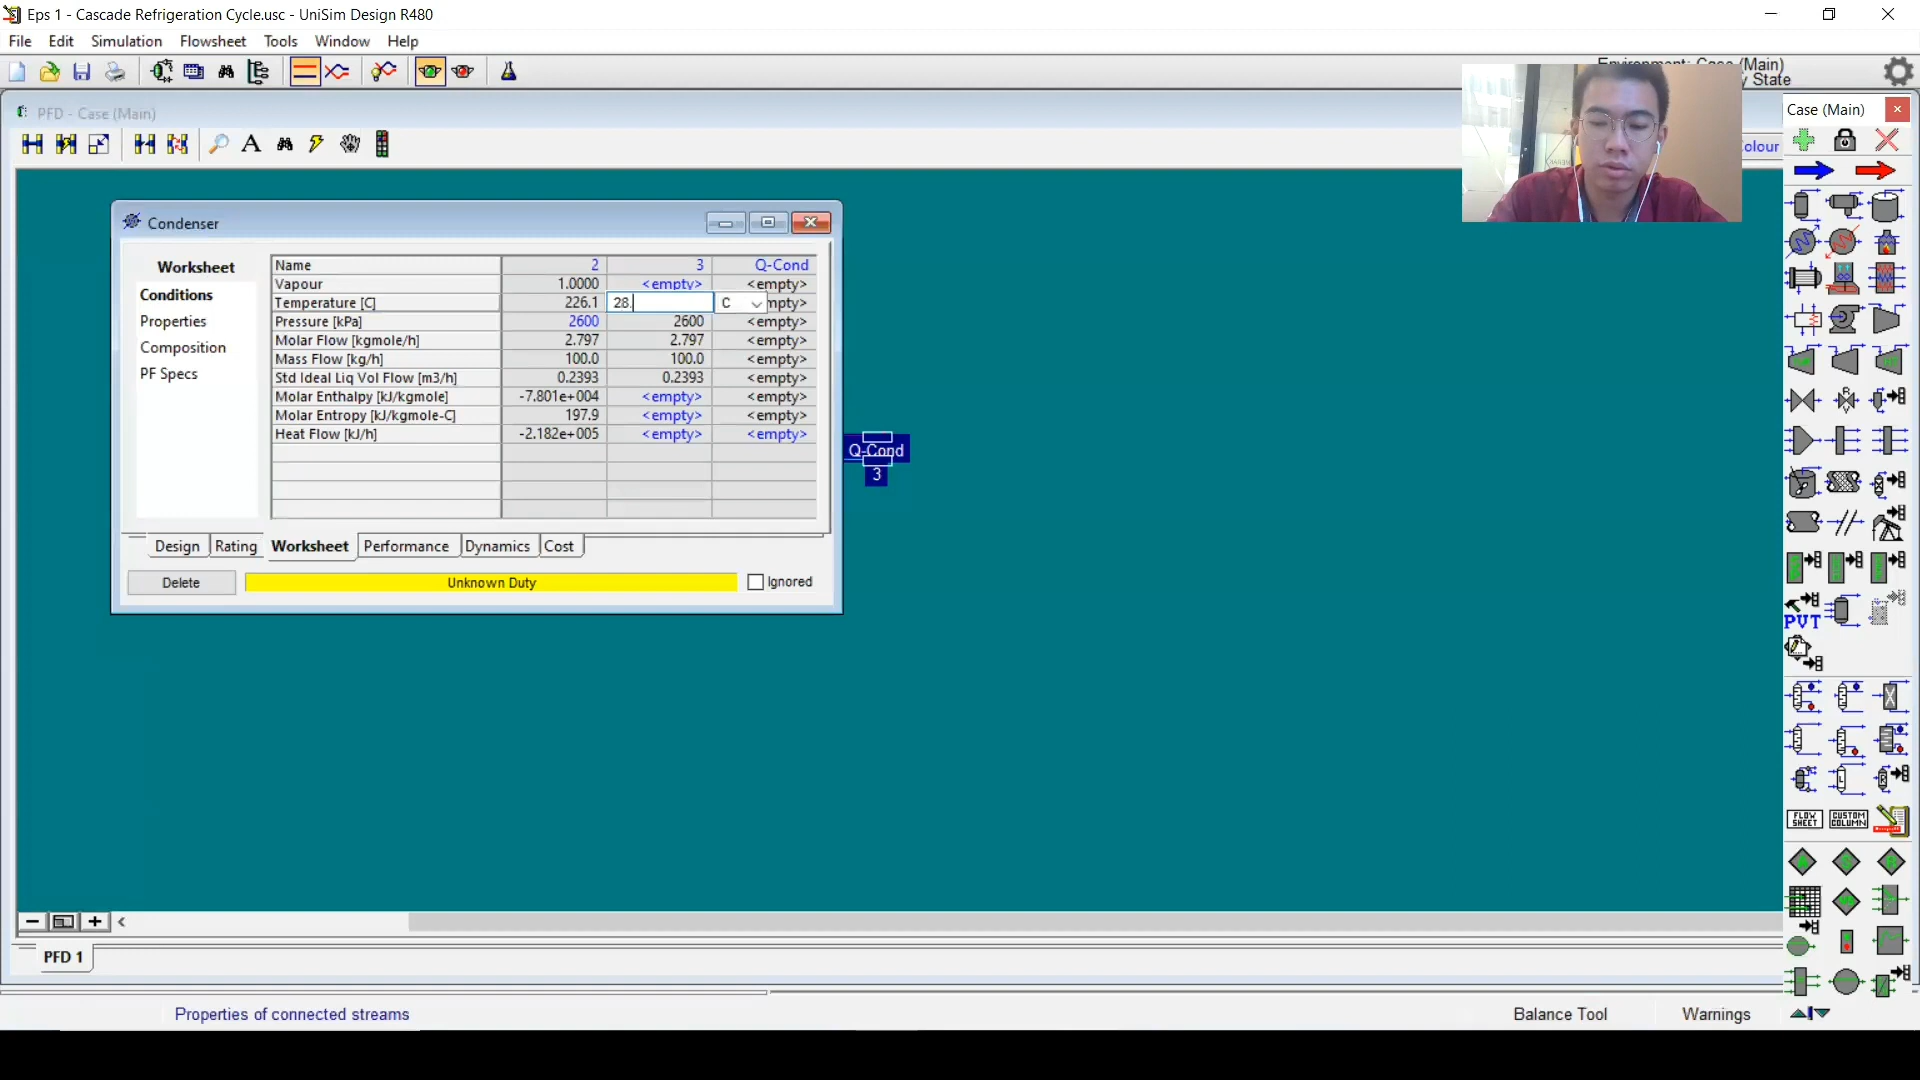 Eps 1 - Cascade Refrigeration Cycle.usc - UniSim Design R480
File Edit Simulation Flowsheet Tools Window Help
Environment: Case (Main)
State
PFD - Case (Main)
Case (Main)
olour
Condenser
Worksheet
Conditions
Properties
Composition
PF Specs
Name 2 3 Q-Cond
Vapour 1.0000 <empty> <empty>
Temperature [C] 226.1 28. C mpty>
Pressure [kPa] 2600 2600 <empty>
Molar Flow [kgmole/h] 2.797 2.797 <empty>
Mass Flow [kg/h] 100.0 100.0 <empty>
Std Ideal Liq Vol Flow [m3/h] 0.2393 0.2393 <empty>
Molar Enthalpy [kJ/kgmole] -7.801e+004 <empty> <empty>
Molar Entropy [kJ/kgmole-C] 197.9 <empty> <empty>
Heat Flow [kJ/h] -2.182e+005 <empty> <empty>
Q-Cond
3
Design Rating Worksheet Performance Dynamics Cost
Delete Unknown Duty Ignored
PVT
FLOW SHEET CUSTOM COLUMN
PFD 1
Properties of connected streams Balance Tool Warnings